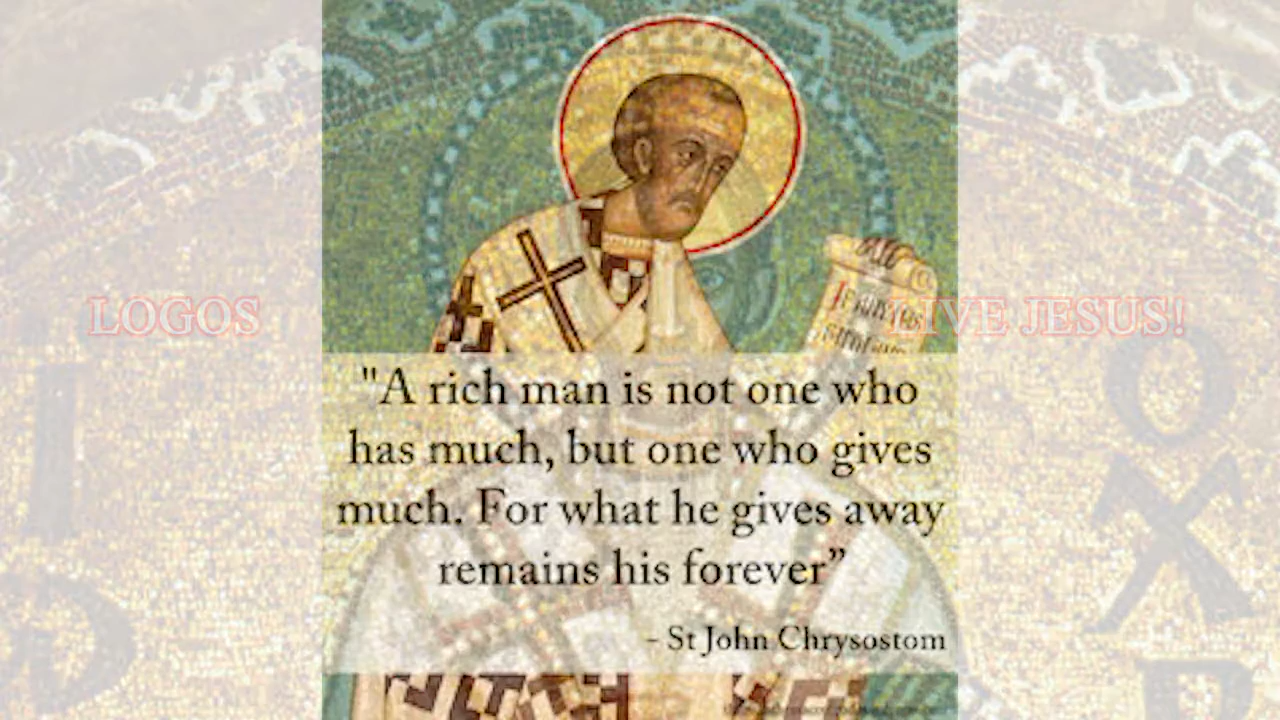 LOGOS
LIVE JESUS!
"A rich man is not one who
has much, but one who gives
much. For what he gives away
remains his forever”
- St John Chrysostom